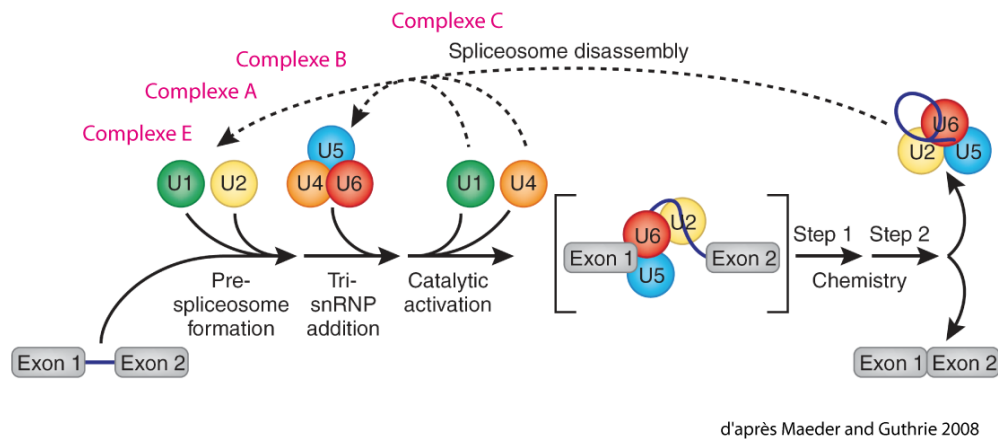 Complexe C
Spliceosome disassembly
Complexe B
Complexe A
Complexe E
U1
U2
U5
U4
U6
U1
U4
U6
U2
U5
Pre-
spliceosome
formation
Tri-
snRNP
addition
Catalytic
activation
Exon 1
U6
U2
U5
Exon 2
Step 1
Step 2
Chemistry
Exon 1
Exon 2
Exon 1
Exon 2
d'après Maeder and Guthrie 2008